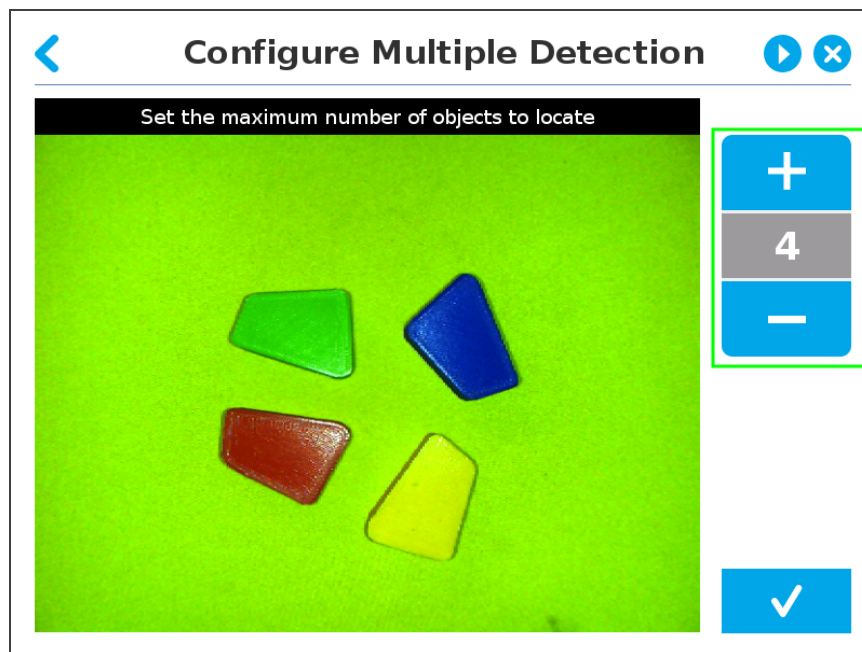 Configure Multiple Detection
Set the maximum number of objects to locate
4